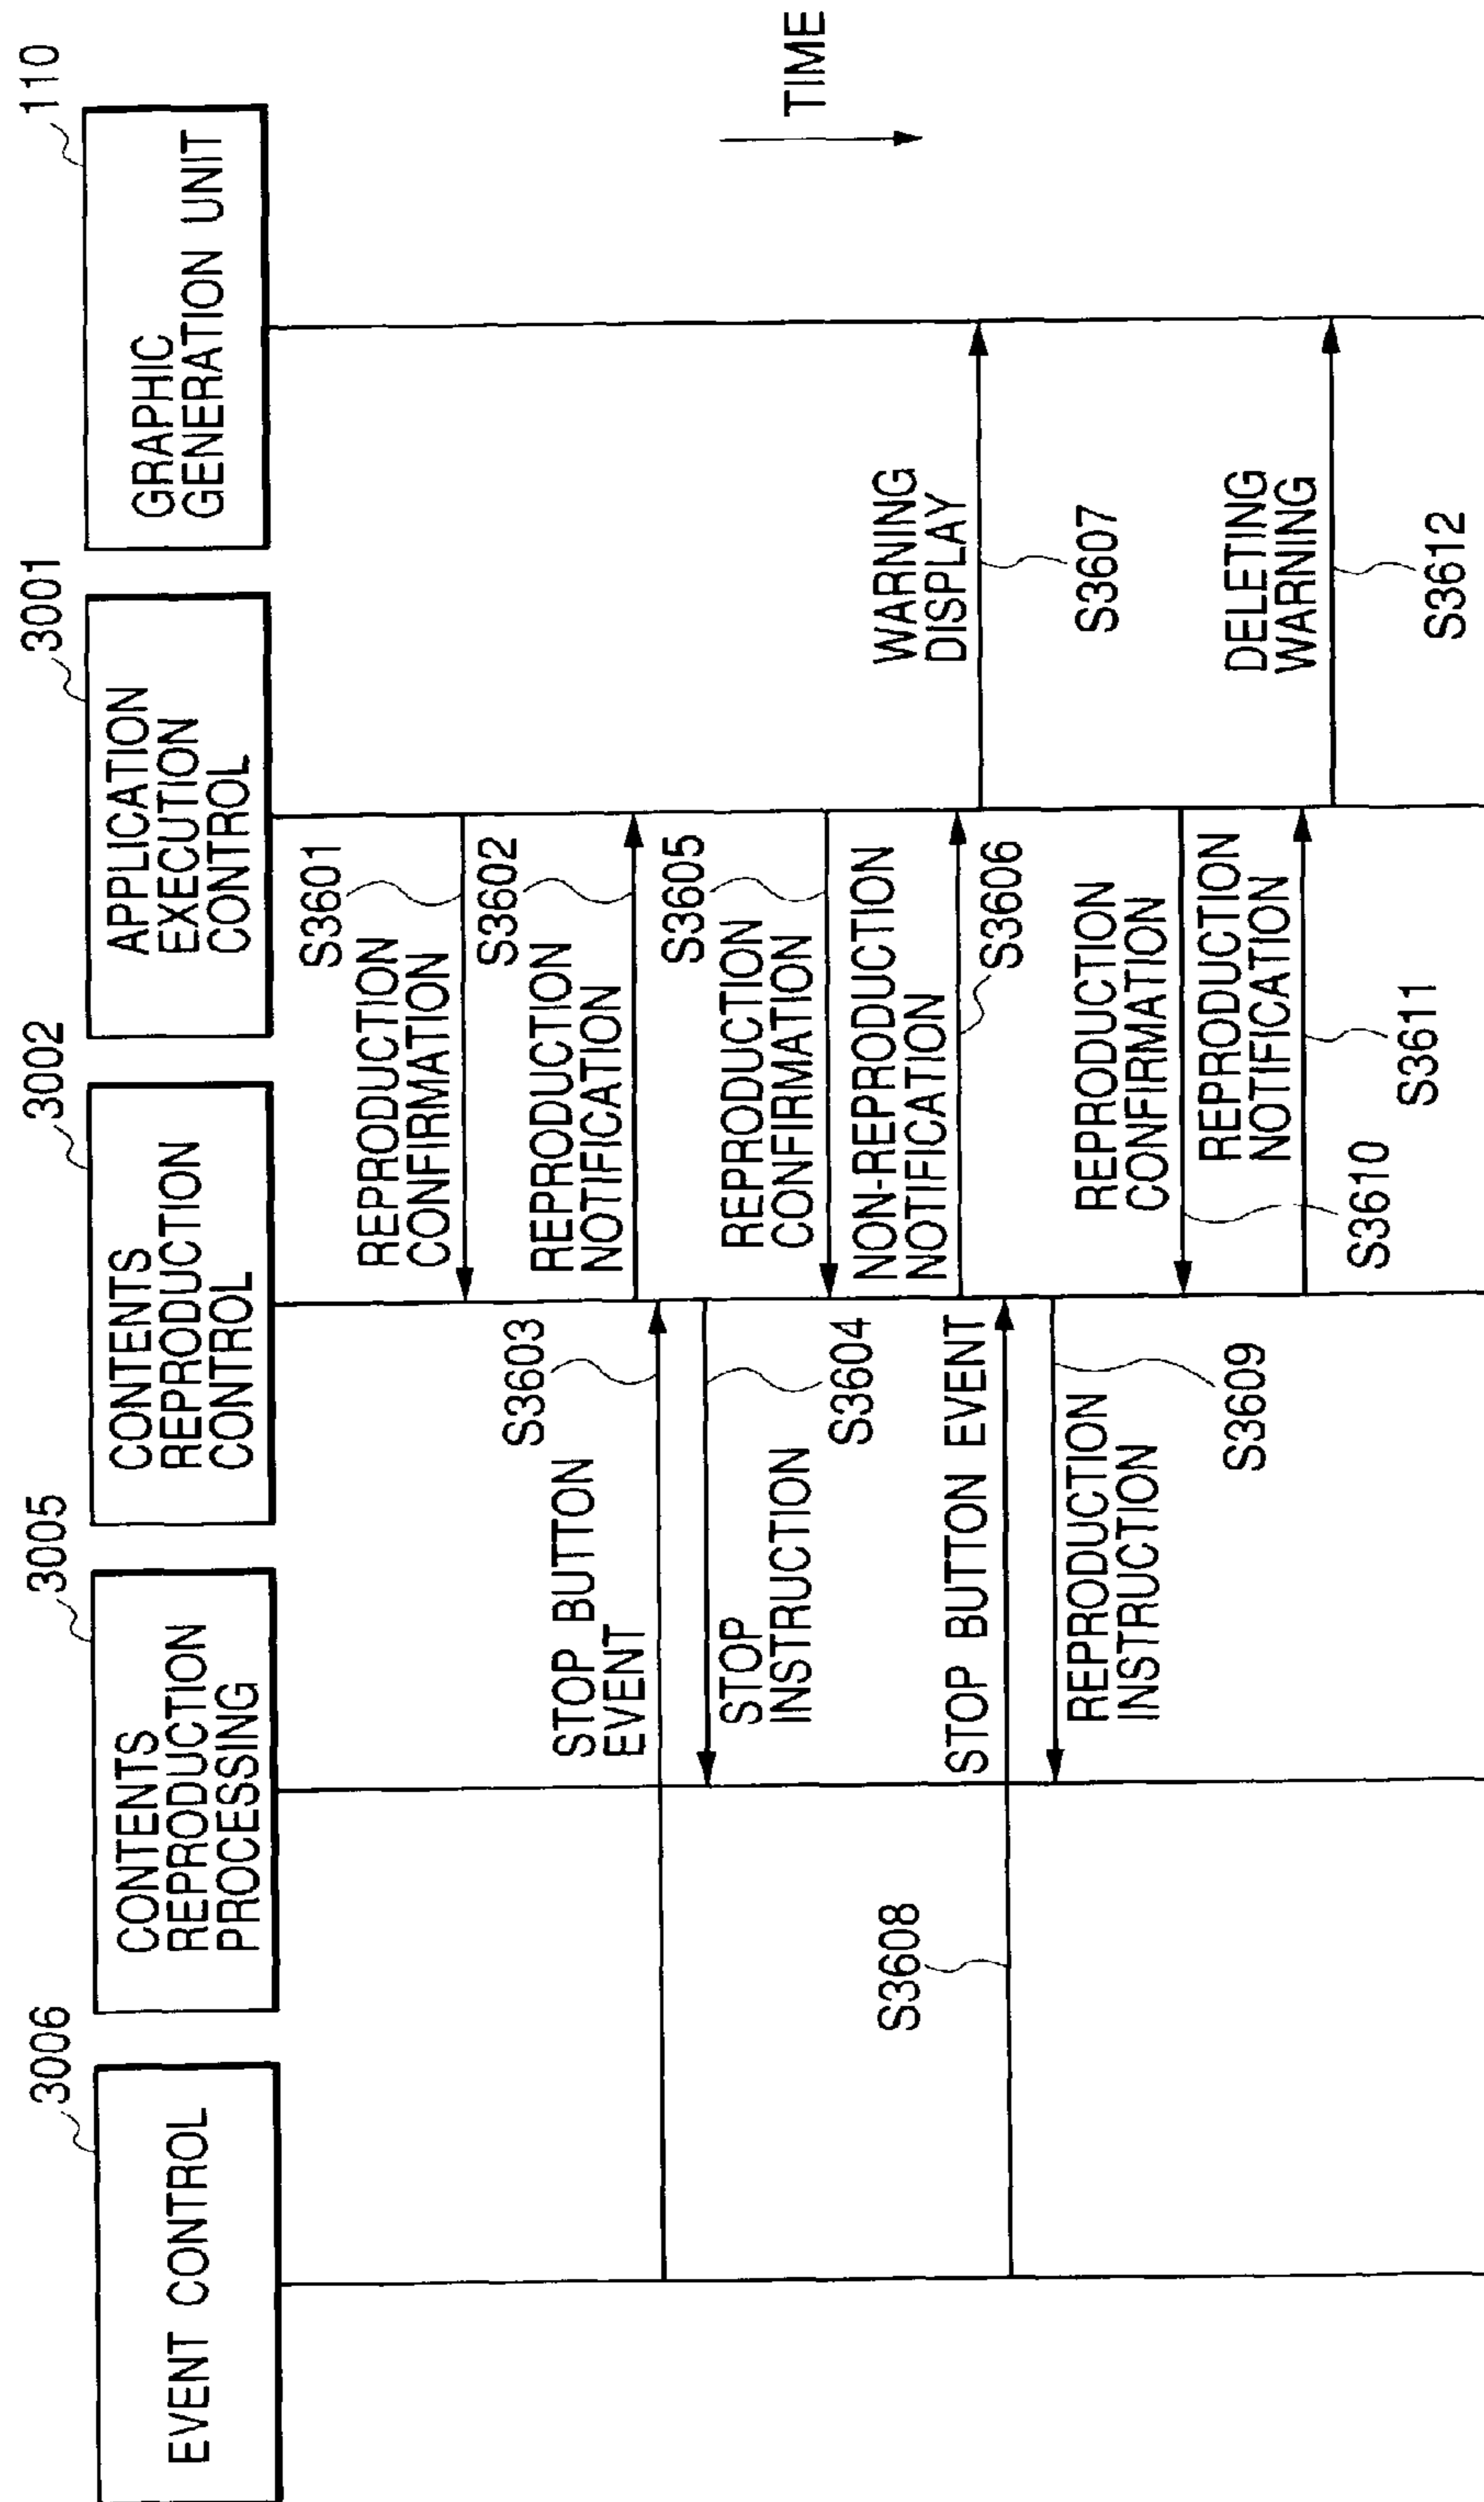 3006
EVENT CONTROL
3005
CONTENTS
REPRODUCTION
PROCESSING
3002
CONTENTS
REPRODUCTION
CONTROL
3001
APPLICATION
EXECUTION
CONTROL
110
GRAPHIC
GENERATION UNIT
TIME
S3601
REPRODUCTION
CONFIRMATION
S3602
REPRODUCTION
NOTIFICATION
S3603
STOP BUTTON
EVENT
STOP
INSTRUCTION
S3604
S3605
REPRODUCTION
CONFIRMATION
NON-REPRODUCTION
NOTIFICATION
S3606
WARNING
DISPLAY
S3607
S3608
STOP BUTTON EVENT
REPRODUCTION
INSTRUCTION
S3609
REPRODUCTION
CONFIRMATION
S3610
REPRODUCTION
NOTIFICATION
S3611
DELETING
WARNING
S3612